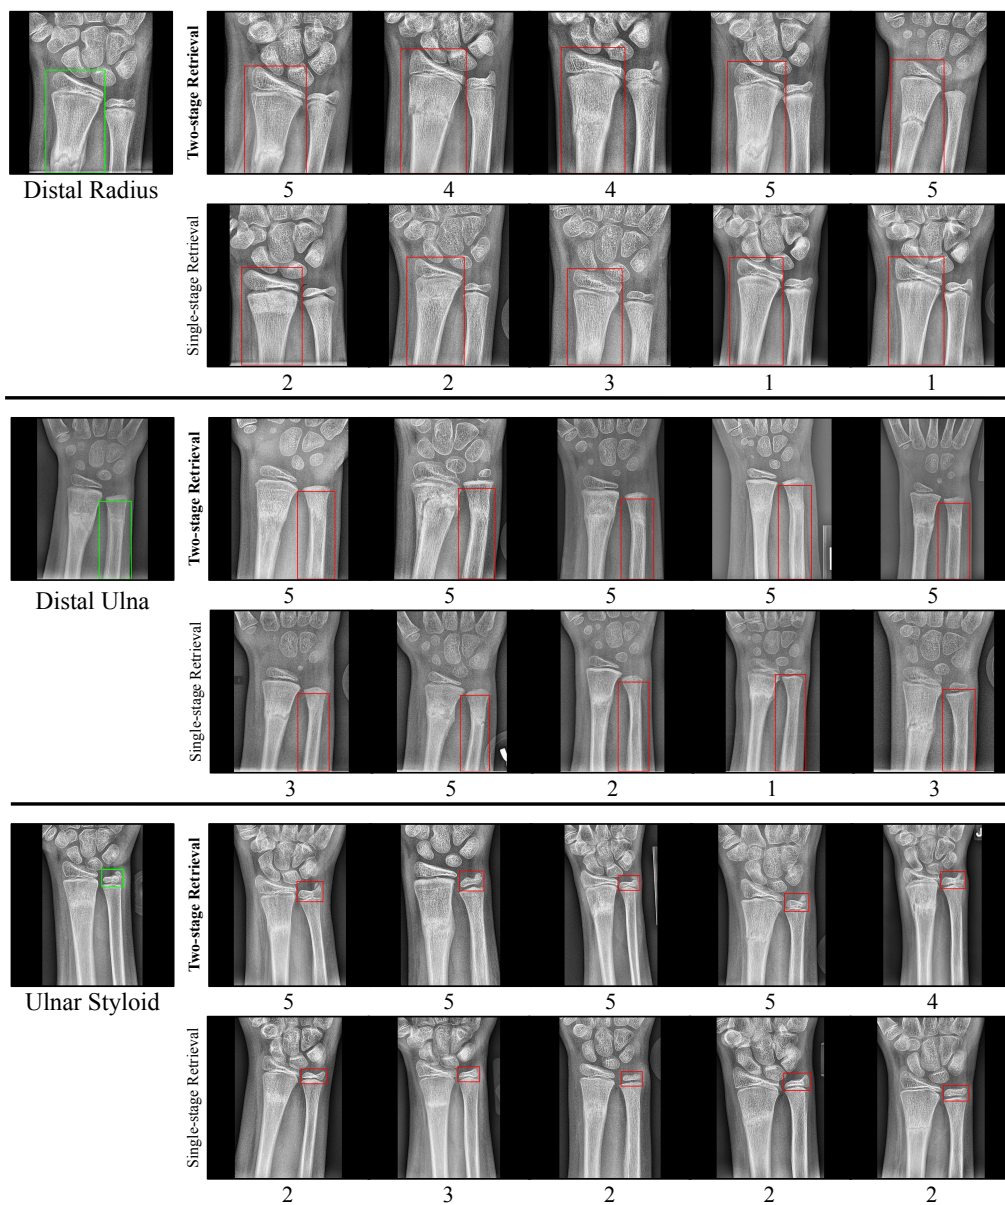 Two-stage Retrieval
Distal Radius
5 4 4 5 5
Single-stage Retrieval
2 2 3 1 1
Two-stage Retrieval
Distal Ulna
5 5 5 5 5
Single-stage Retrieval
3 5 2 1 3
Two-stage Retrieval
Ulnar Styloid
5 5 5 5 4
Single-stage Retrieval
2 3 2 2 2